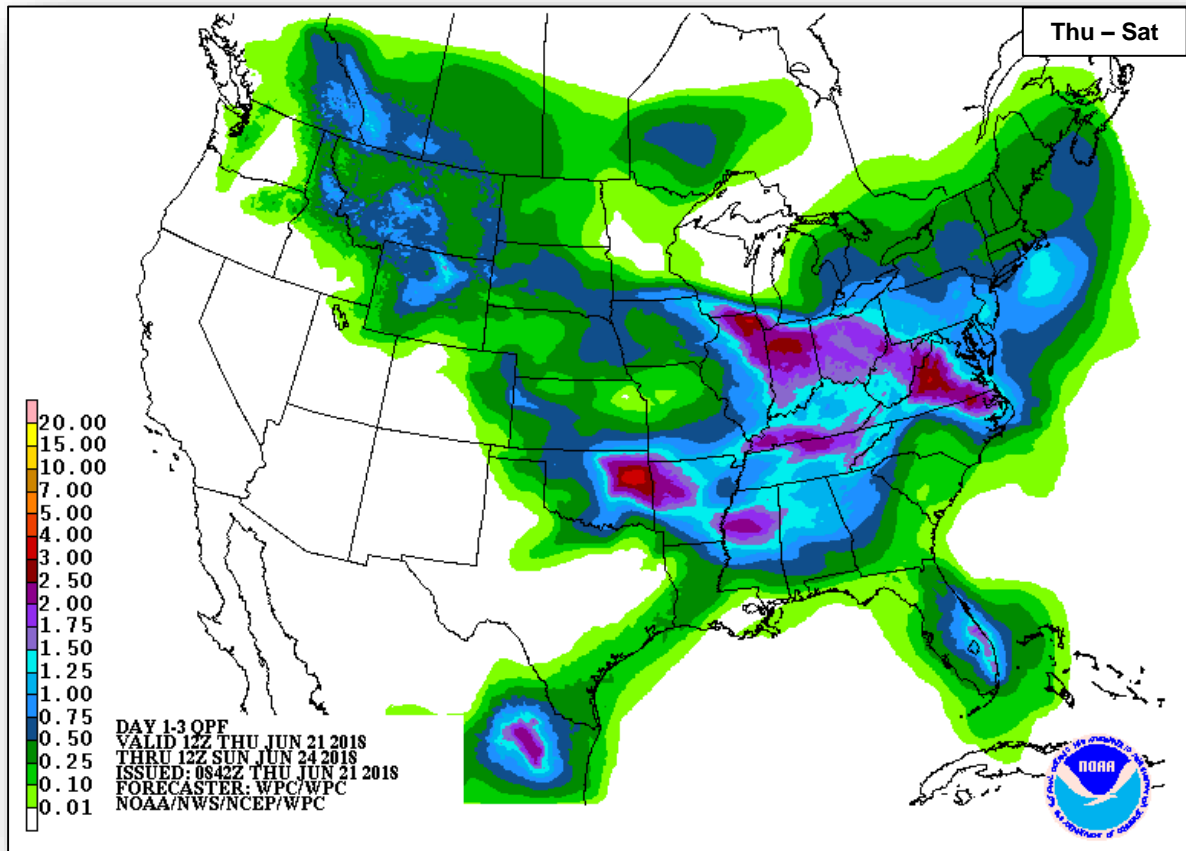 Thu – Sat
20.00
15.00
10.00
7.00
5.00
4.00
3.00
2.50
2.00
1.75
1.50
1.25
1.00
0.75
0.50
0.25
0.10
0.01
DAY 1-3 QPF
VALID 12Z THU JUN 21 2018
THRU 12Z SUN JUN 24 2018
ISSUED: 0842Z THU JUN 21 2018
FORECASTER: WPC/WPC
NOAA/NWS/NCEP/WPC
NOAA